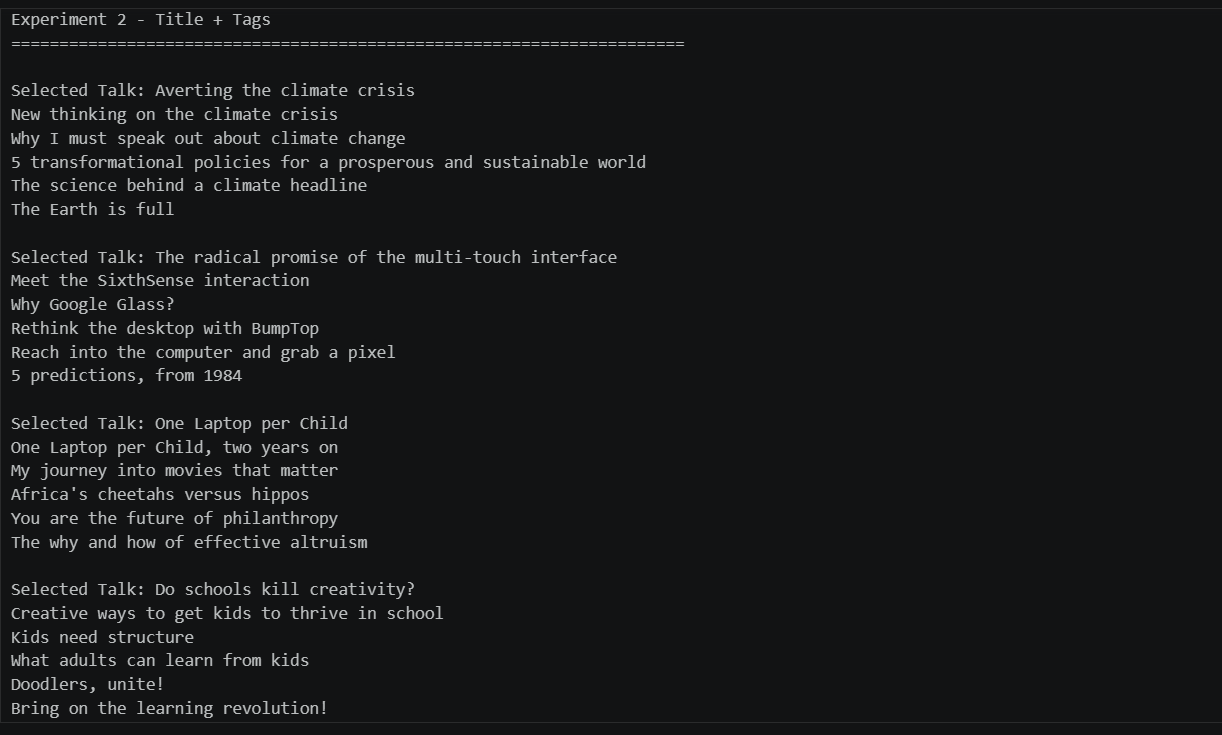 Experiment 2 - Title + Tags
======================================================================
Selected Talk: Averting the climate crisis
New thinking on the climate crisis
Why I must speak out about climate change
5 transformational policies for a prosperous and sustainable world
The science behind a climate headline
The Earth is full
Selected Talk: The radical promise of the multi-touch interface
Meet the SixthSense interaction
Why Google Glass?
Rethink the desktop with BumpTop
Reach into the computer and grab a pixel
5 predictions, from 1984
Selected Talk: One Laptop per Child
One Laptop per Child, two years on
My journey into movies that matter
Africa's cheetahs versus hippos
You are the future of philanthropy
The why and how of effective altruism
Selected Talk: Do schools kill creativity?
Creative ways to get kids to thrive in school
Kids need structure
What adults can learn from kids
Doodlers, unite!
Bring on the learning revolution!